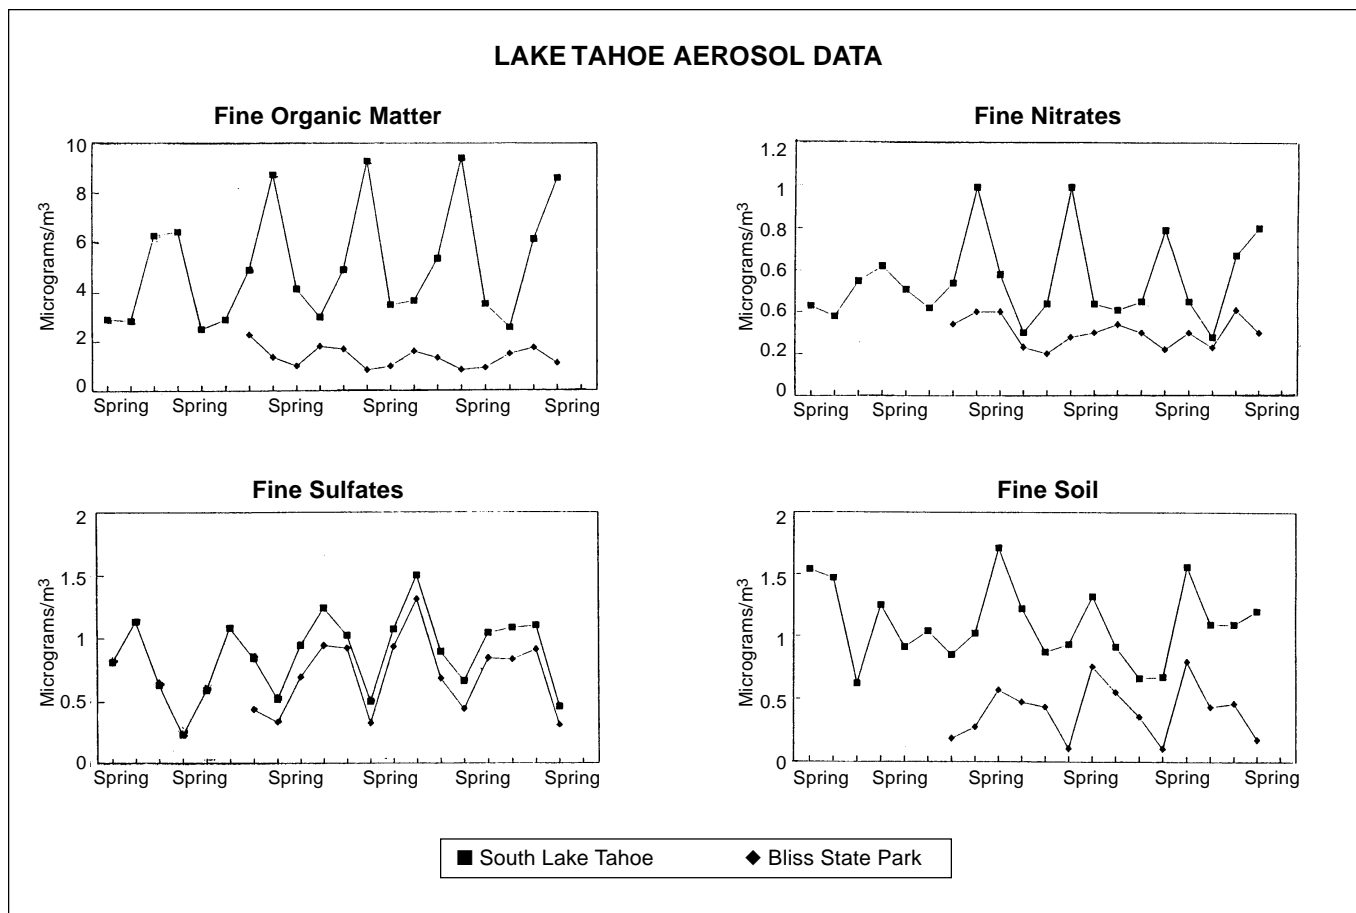 LAKE TAHOE AEROSOL DATA
Fine Organic Matter
Micrograms/m³
10
8
6
4
2
0
Spring Spring Spring Spring Spring Spring
Fine Nitrates
Micrograms/m³
1.2
1
0.8
0.6
0.6
0.2
0
Spring Spring Spring Spring Spring Spring
Fine Sulfates
Micrograms/m³
2
1.5
1
0.5
0
Spring Spring Spring Spring Spring Spring
Fine Soil
Micrograms/m³
2
1.5
1
0.5
0
Spring Spring Spring Spring Spring Spring
South Lake Tahoe Bliss State Park